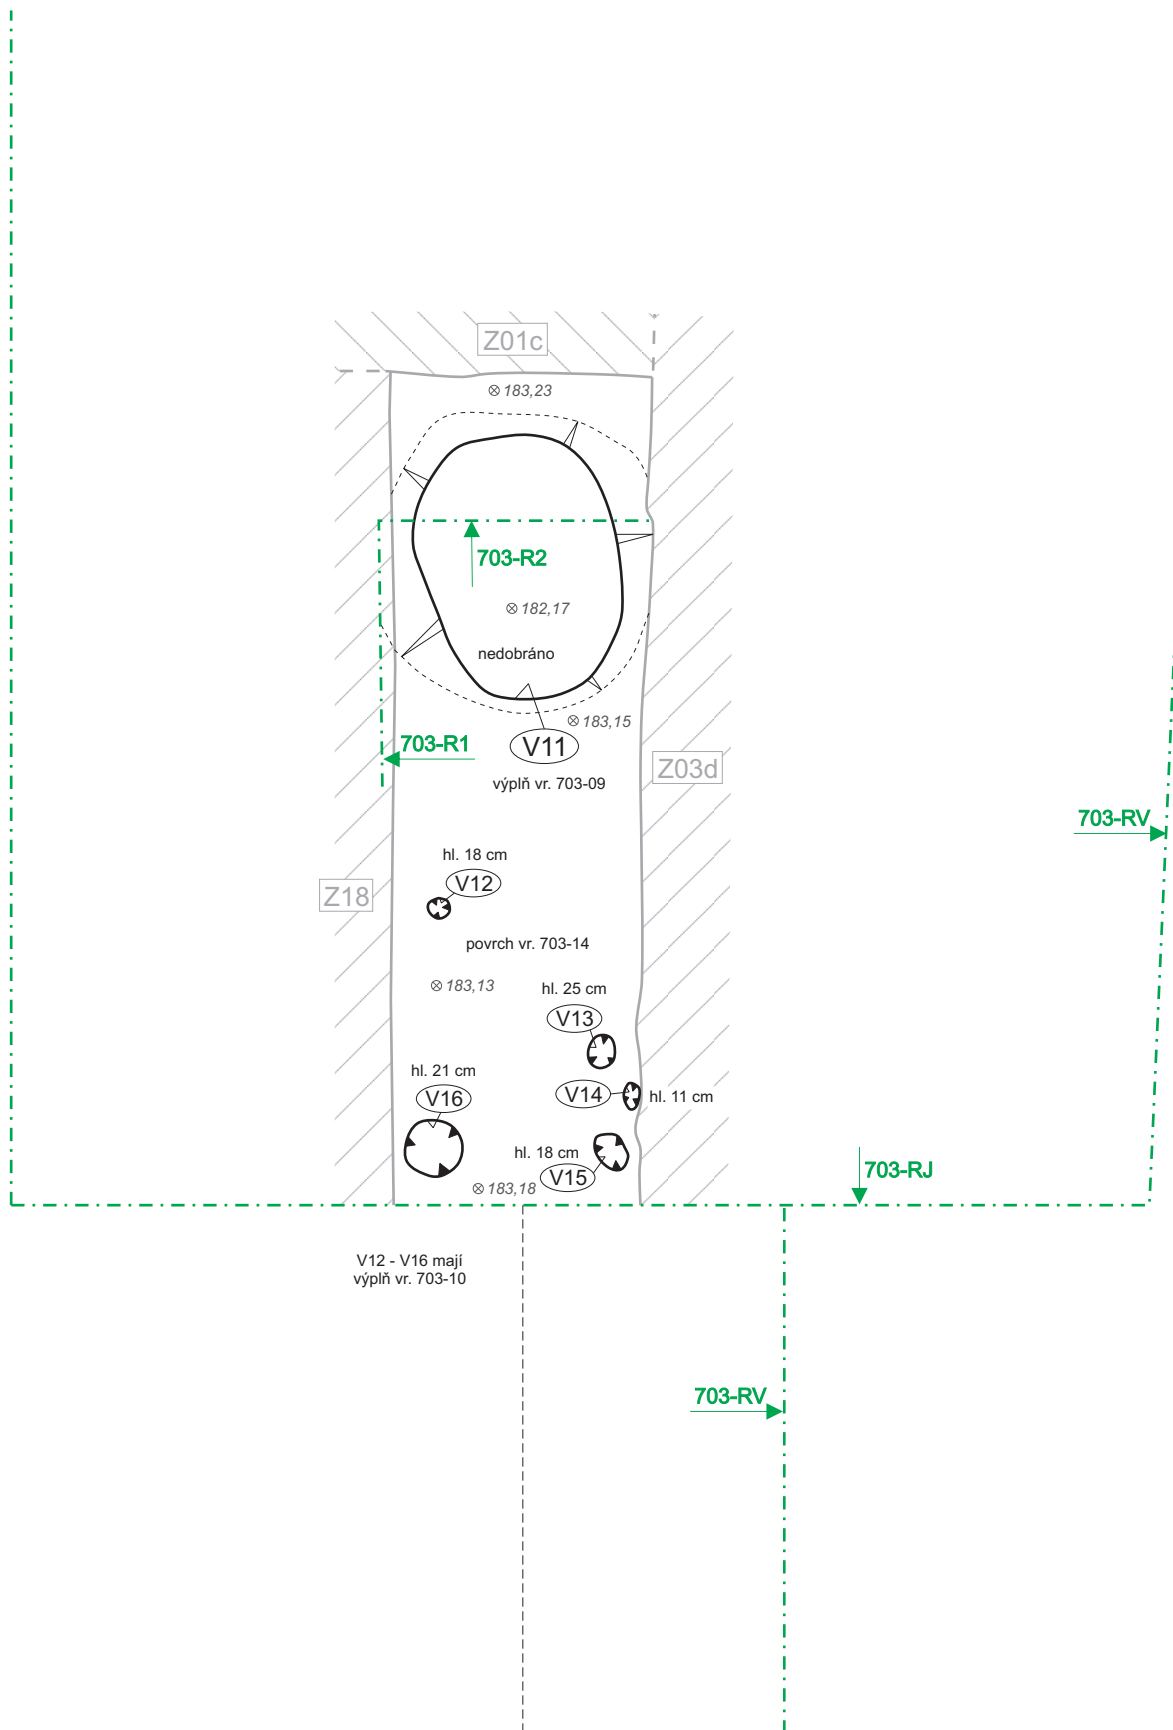 Z01c
⊗ 183,23
703-R2
⊗ 182,17
nedobráno
⊗ 183,15
703-R1
V11
Z03d
výplň vr. 703-09
703-RV
hl. 18 cm
V12
Z18
povrch vr. 703-14
⊗ 183,13
hl. 25 cm
V13
hl. 21 cm
V16
V14
hl. 11 cm
hl. 18 cm
V15
703-RJ
⊗ 183,18
V12 - V16 mají
výplň vr. 703-10
703-RV